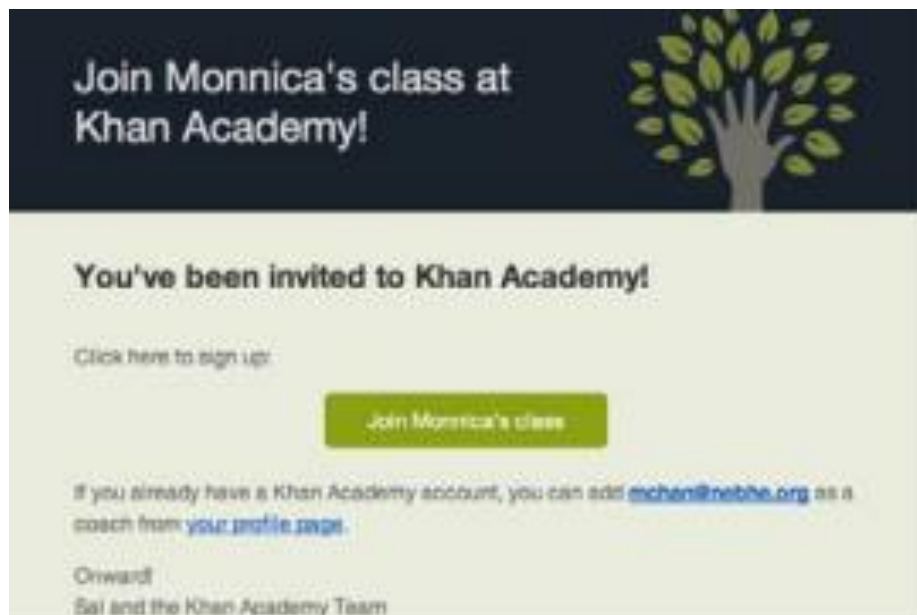 Join Monnica's class at
Khan Academy!
You've been invited to Khan Academy!
Click here to sign up:
Join Monnica's class
If you already have a Khan Academy account, you can add mchan@nebhe.org as a
coach from your profile page.
Onward!
Sal and the Khan Academy Team